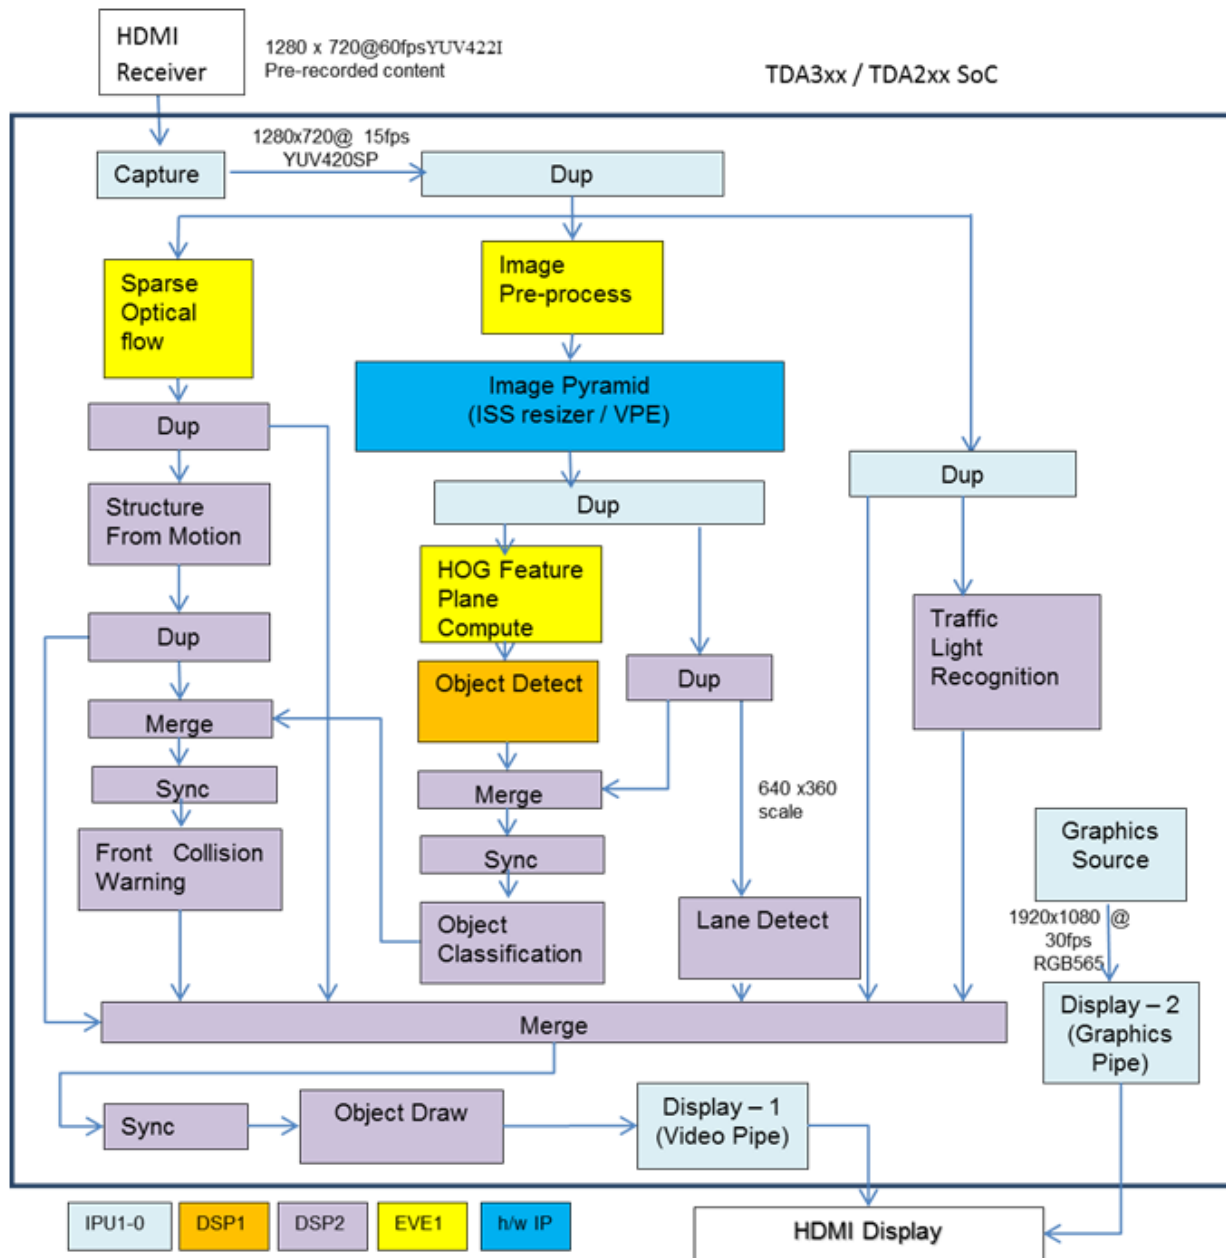 HDMI
Receiver
1280 x 720@60fpsYUV422I
Pre-recorded content
TDA3xx / TDA2xx SoC
Capture
1280x720@ 15fps
YUV420SP
Dup
Sparse
Optical
flow
Image
Pre-process
Image Pyramid
(ISS resizer / VPE)
Dup
Dup
Dup
Structure
From Motion
HOG Feature
Plane
Compute
Traffic
Light
Recognition
Dup
Object Detect
Dup
Merge
Merge
640 x360
scale
Sync
Sync
Graphics
Source
Front Collision
Warning
Object
Classification
Lane Detect
1920x1080 @
30fps
RGB565
Merge
Display – 2
(Graphics
Pipe)
Sync
Object Draw
Display – 1
(Video Pipe)
IPU1-0
DSP1
DSP2
EVE1
h/w IP
HDMI Display